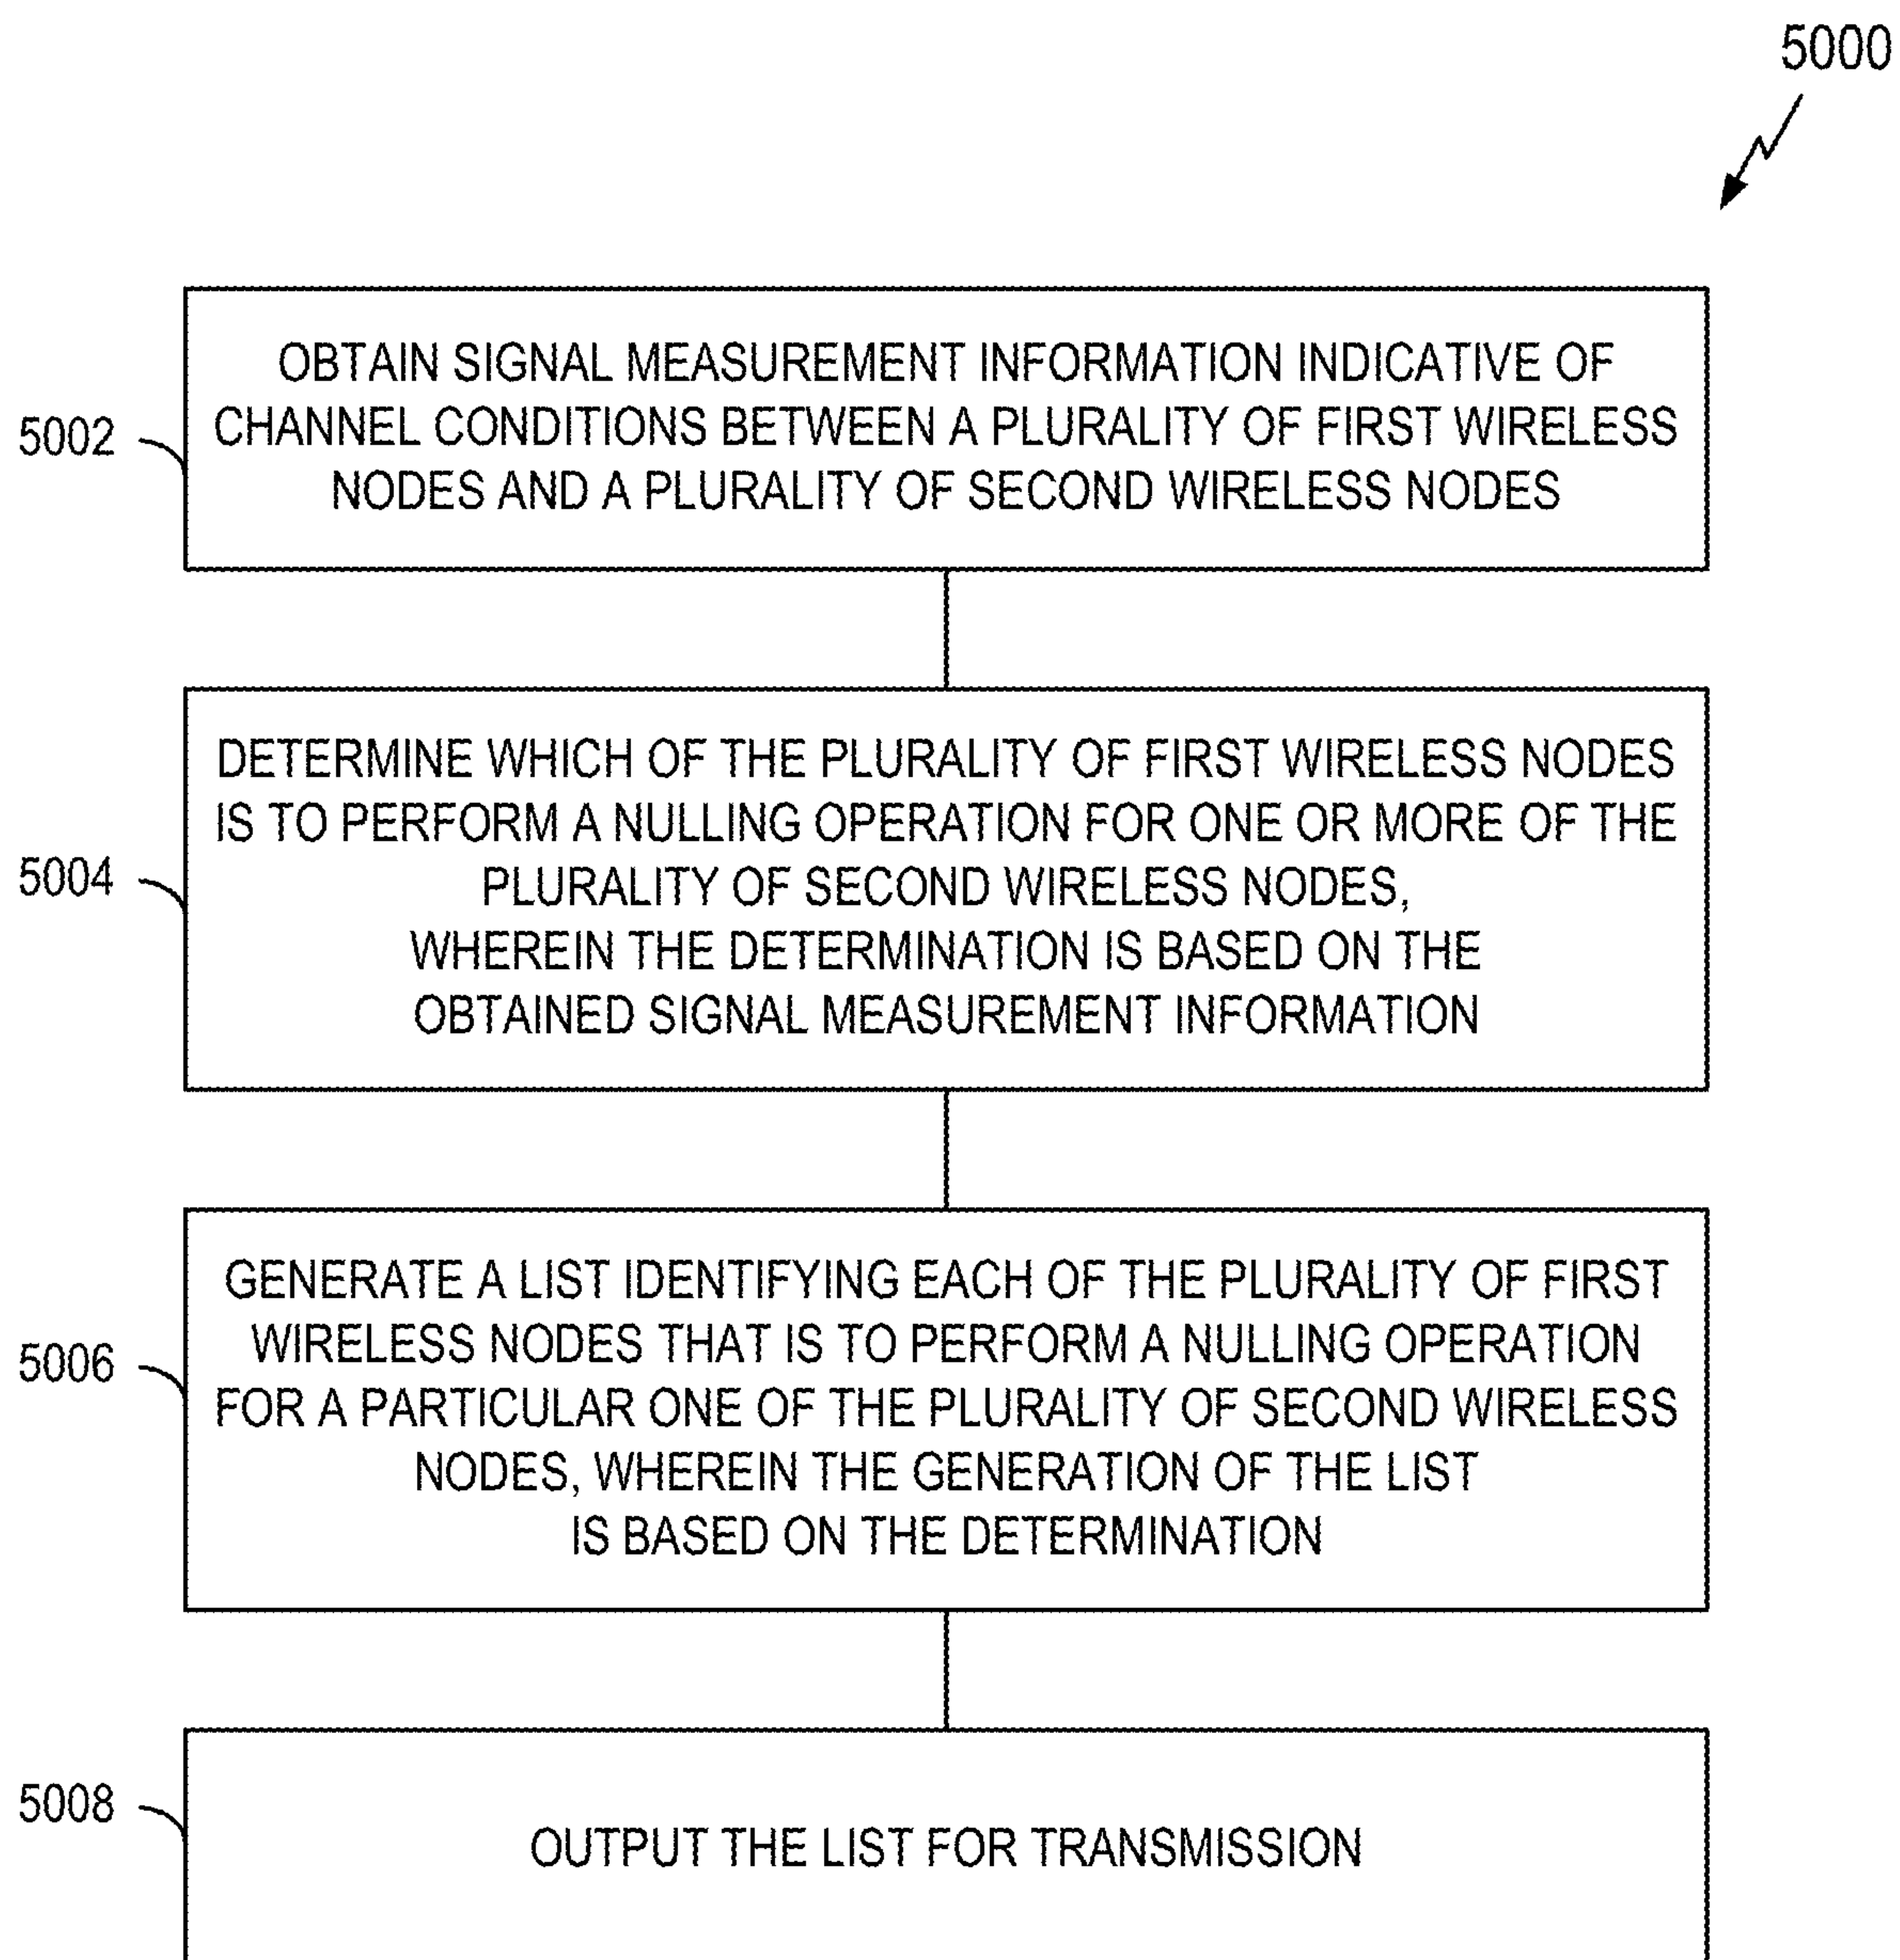 5000
5002
OBTAIN SIGNAL MEASUREMENT INFORMATION INDICATIVE OF
CHANNEL CONDITIONS BETWEEN A PLURALITY OF FIRST WIRELESS
NODES AND A PLURALITY OF SECOND WIRELESS NODES
5004
DETERMINE WHICH OF THE PLURALITY OF FIRST WIRELESS NODES
IS TO PERFORM A NULLING OPERATION FOR ONE OR MORE OF THE
PLURALITY OF SECOND WIRELESS NODES,
WHEREIN THE DETERMINATION IS BASED ON THE
OBTAINED SIGNAL MEASUREMENT INFORMATION
5006
GENERATE A LIST IDENTIFYING EACH OF THE PLURALITY OF FIRST
WIRELESS NODES THAT IS TO PERFORM A NULLING OPERATION
FOR A PARTICULAR ONE OF THE PLURALITY OF SECOND WIRELESS
NODES, WHEREIN THE GENERATION OF THE LIST
IS BASED ON THE DETERMINATION
5008
OUTPUT THE LIST FOR TRANSMISSION